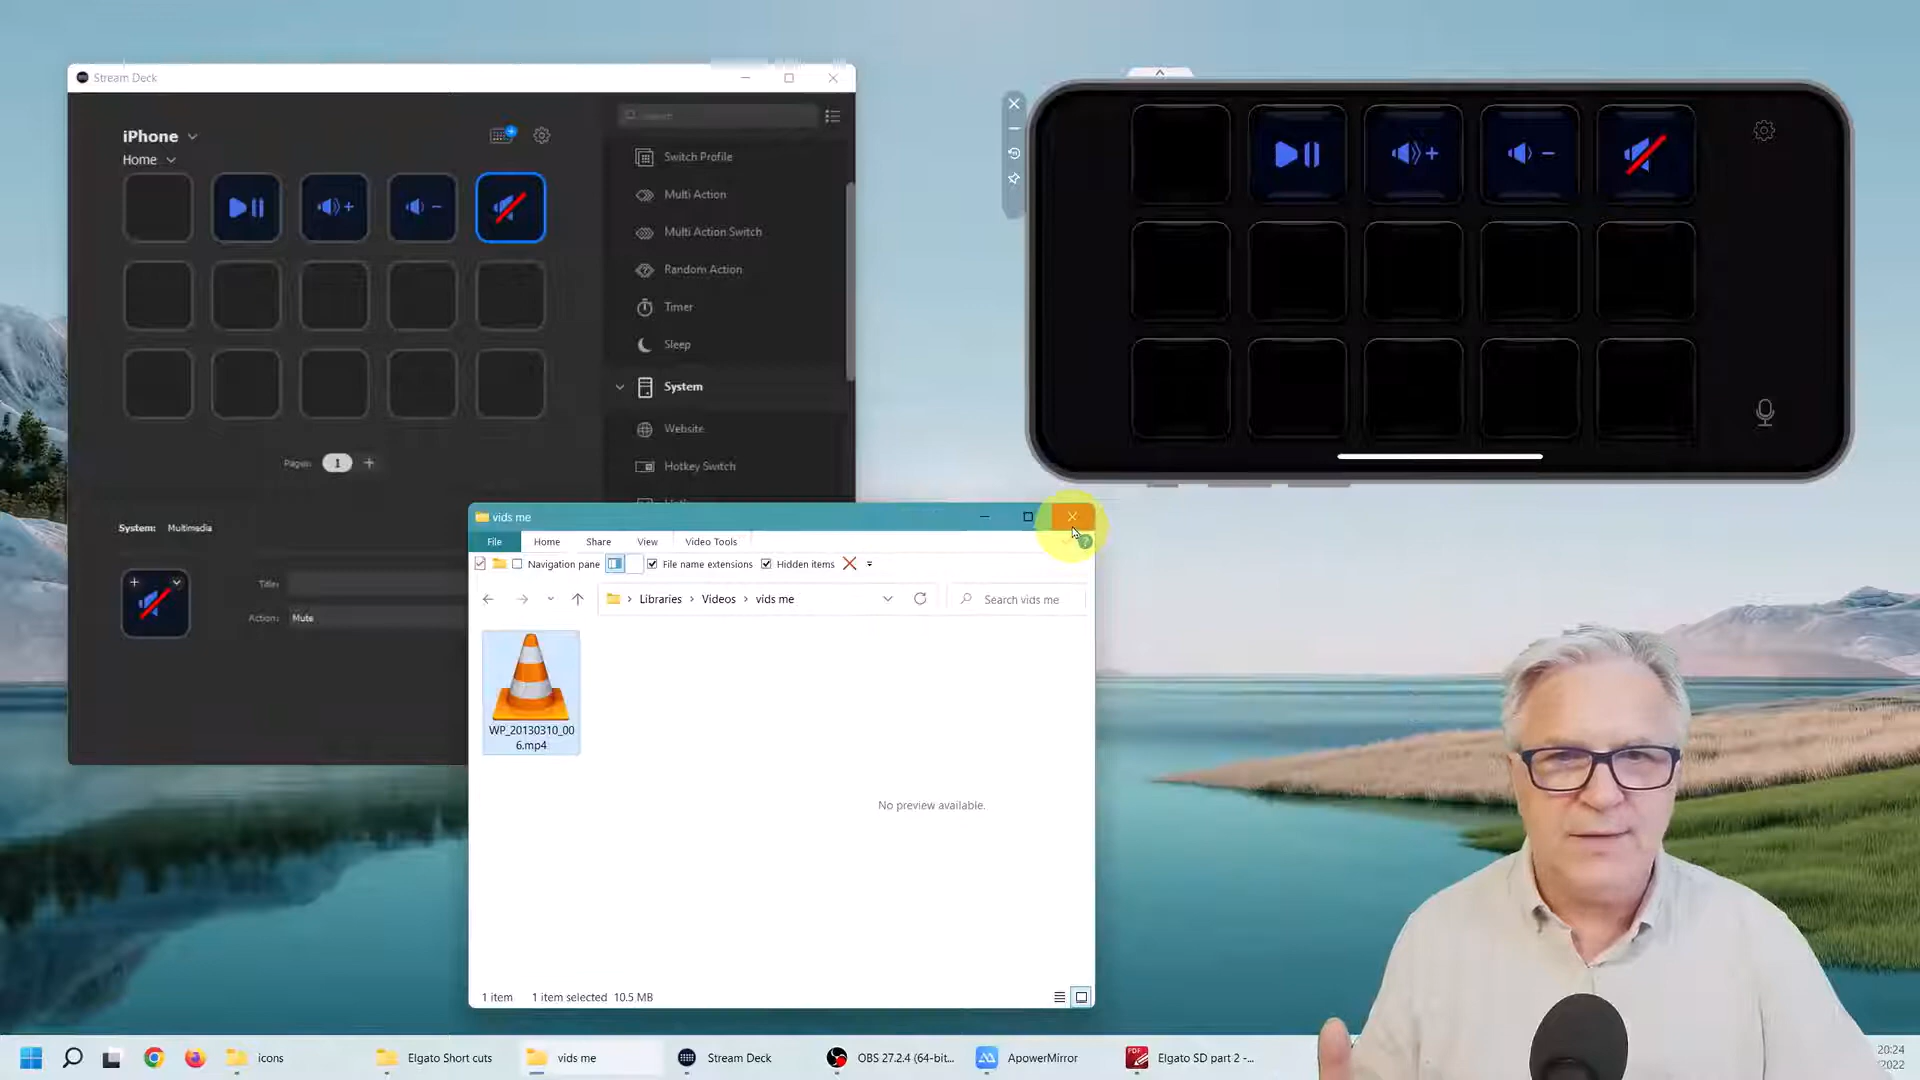 Stream Deck
iPhone
Home
Switch Profile
Multi Action
Multi Action Switch
Random Action
Timer
Sleep
System
Website
Hotkey Switch
Pages: 1 +
System: Multimedia
Title:
Action: Mute
vids me
File Home Share View Video Tools
Navigation pane File name extensions Hidden items
Libraries > Videos > vids me
Search vids me
WP_20130310_00
6.mp4
No preview available.
1 item 1 item selected 10.5 MB
icons
Elgato Short cuts
vids me
Stream Deck
OBS 27.2.4 (64-bit...
ApowerMirror
Elgato SD part 2 -...
20:24
/2022